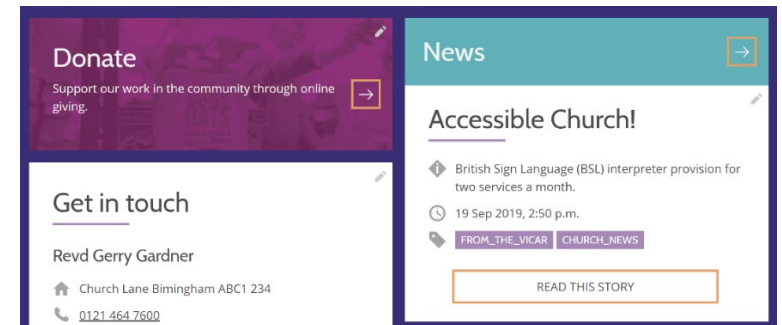 Donate
Support our work in the community through online
giving.
Get in touch
Revd Gerry Gardner
Church Lane Bimingham ABC1 234
0121 464 7600
News
Accessible Church!
British Sign Language (BSL) interpreter provision for
two services a month.
19 Sep 2019, 2:50 p.m.
FROM_THE_VICAR CHURCH_NEWS
READ THIS STORY